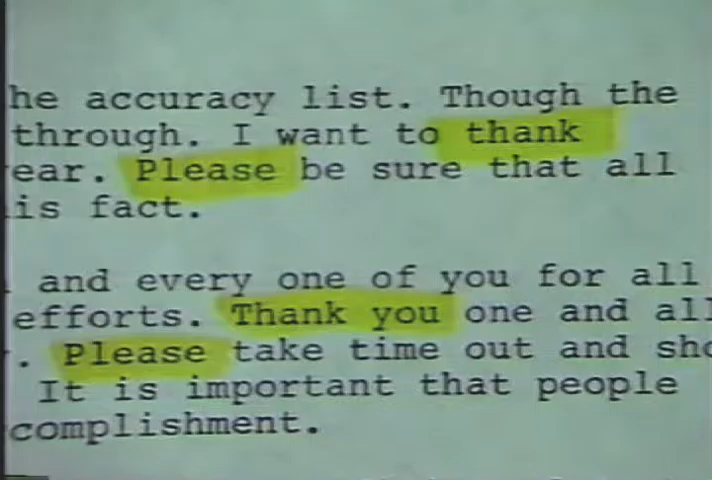 he accuracy list. Though the
through. I want to thank
ear. Please be sure that all
is fact.
and every one of you for all
efforts. Thank you one and all
. Please take time out and sho
It is important that people
complishment.